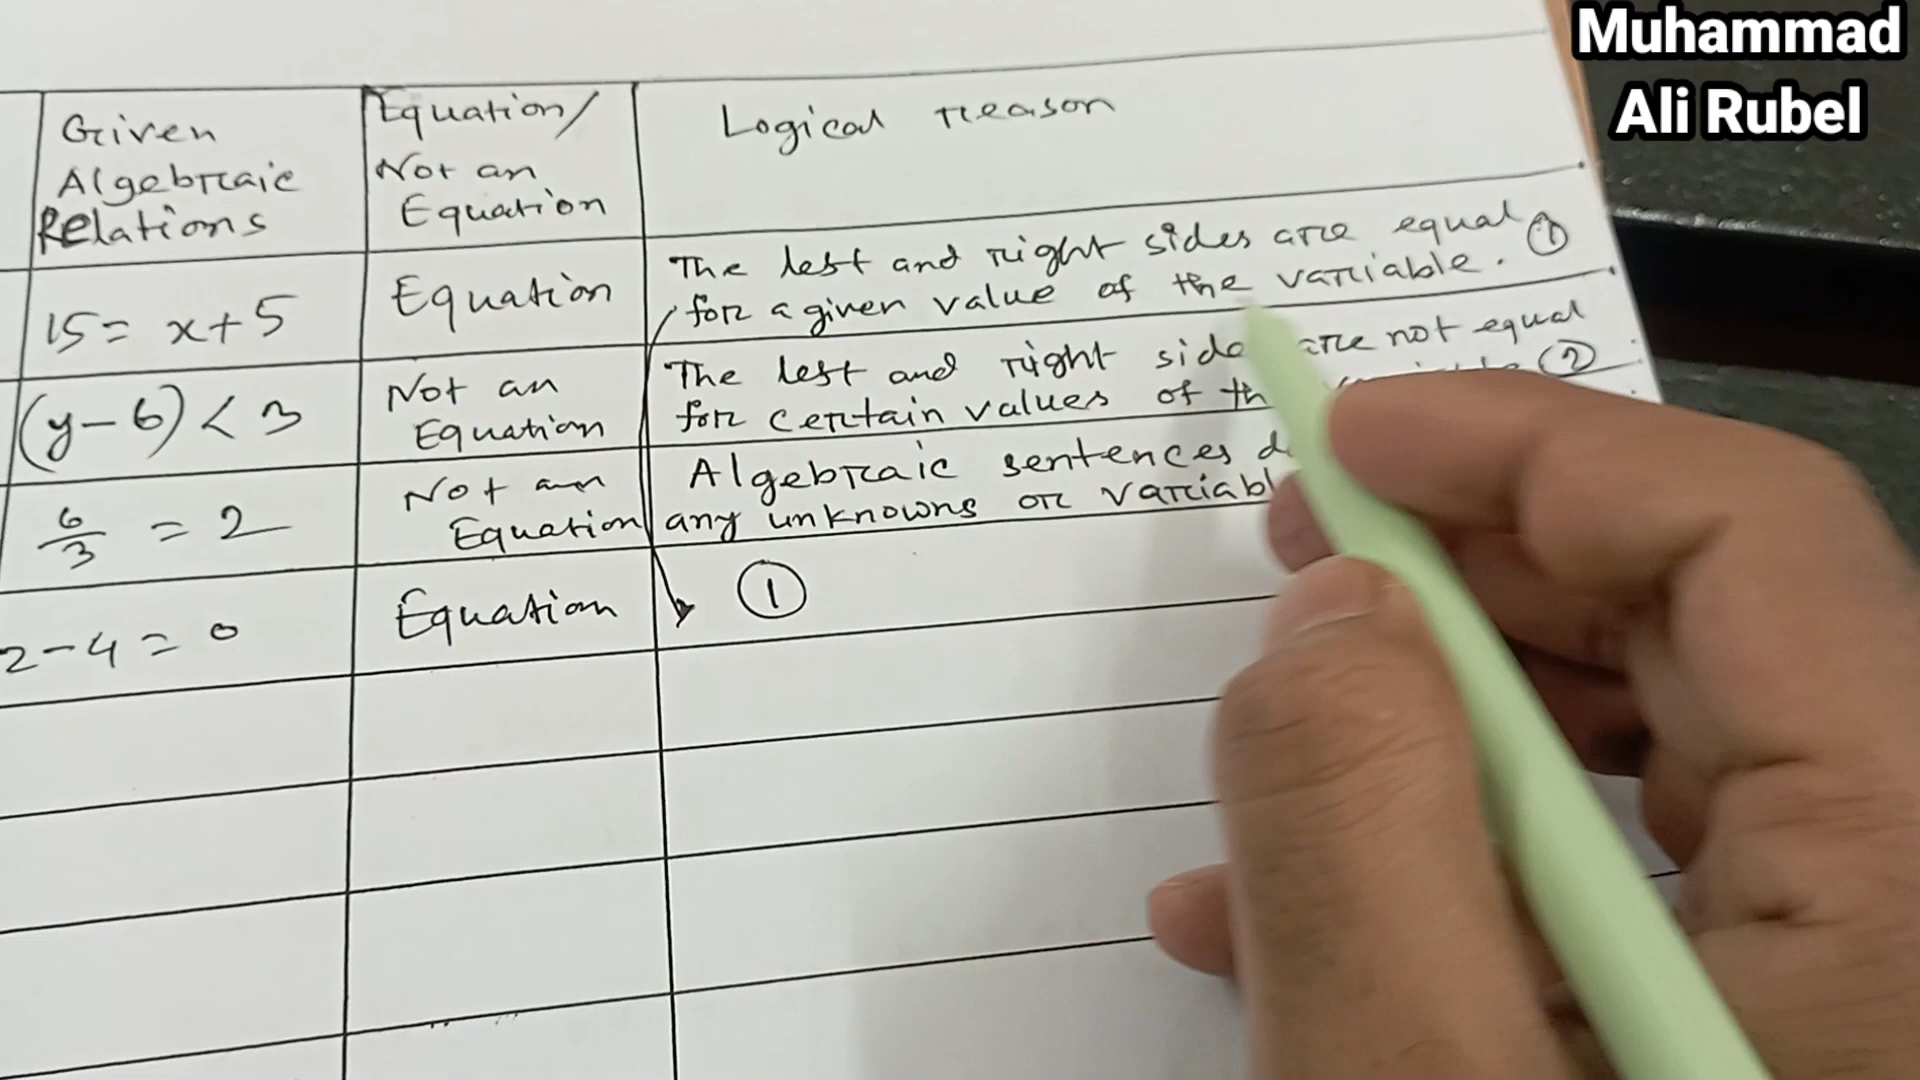 Muhammad
Ali Rubel
Given
Algebraic
Relations
Equation/
Not an
Equation
Logical reason
15 = x+5
Equation
The left and right sides are equal
for a given value of the variable. ①
(y-6) < 3
Not an
Equation
The left and right side are not equal
for certain values of ②
6/3 = 2
Not an
Equation
Algebraic sentences
any unknowns or
2-4 = 0
Equation
①